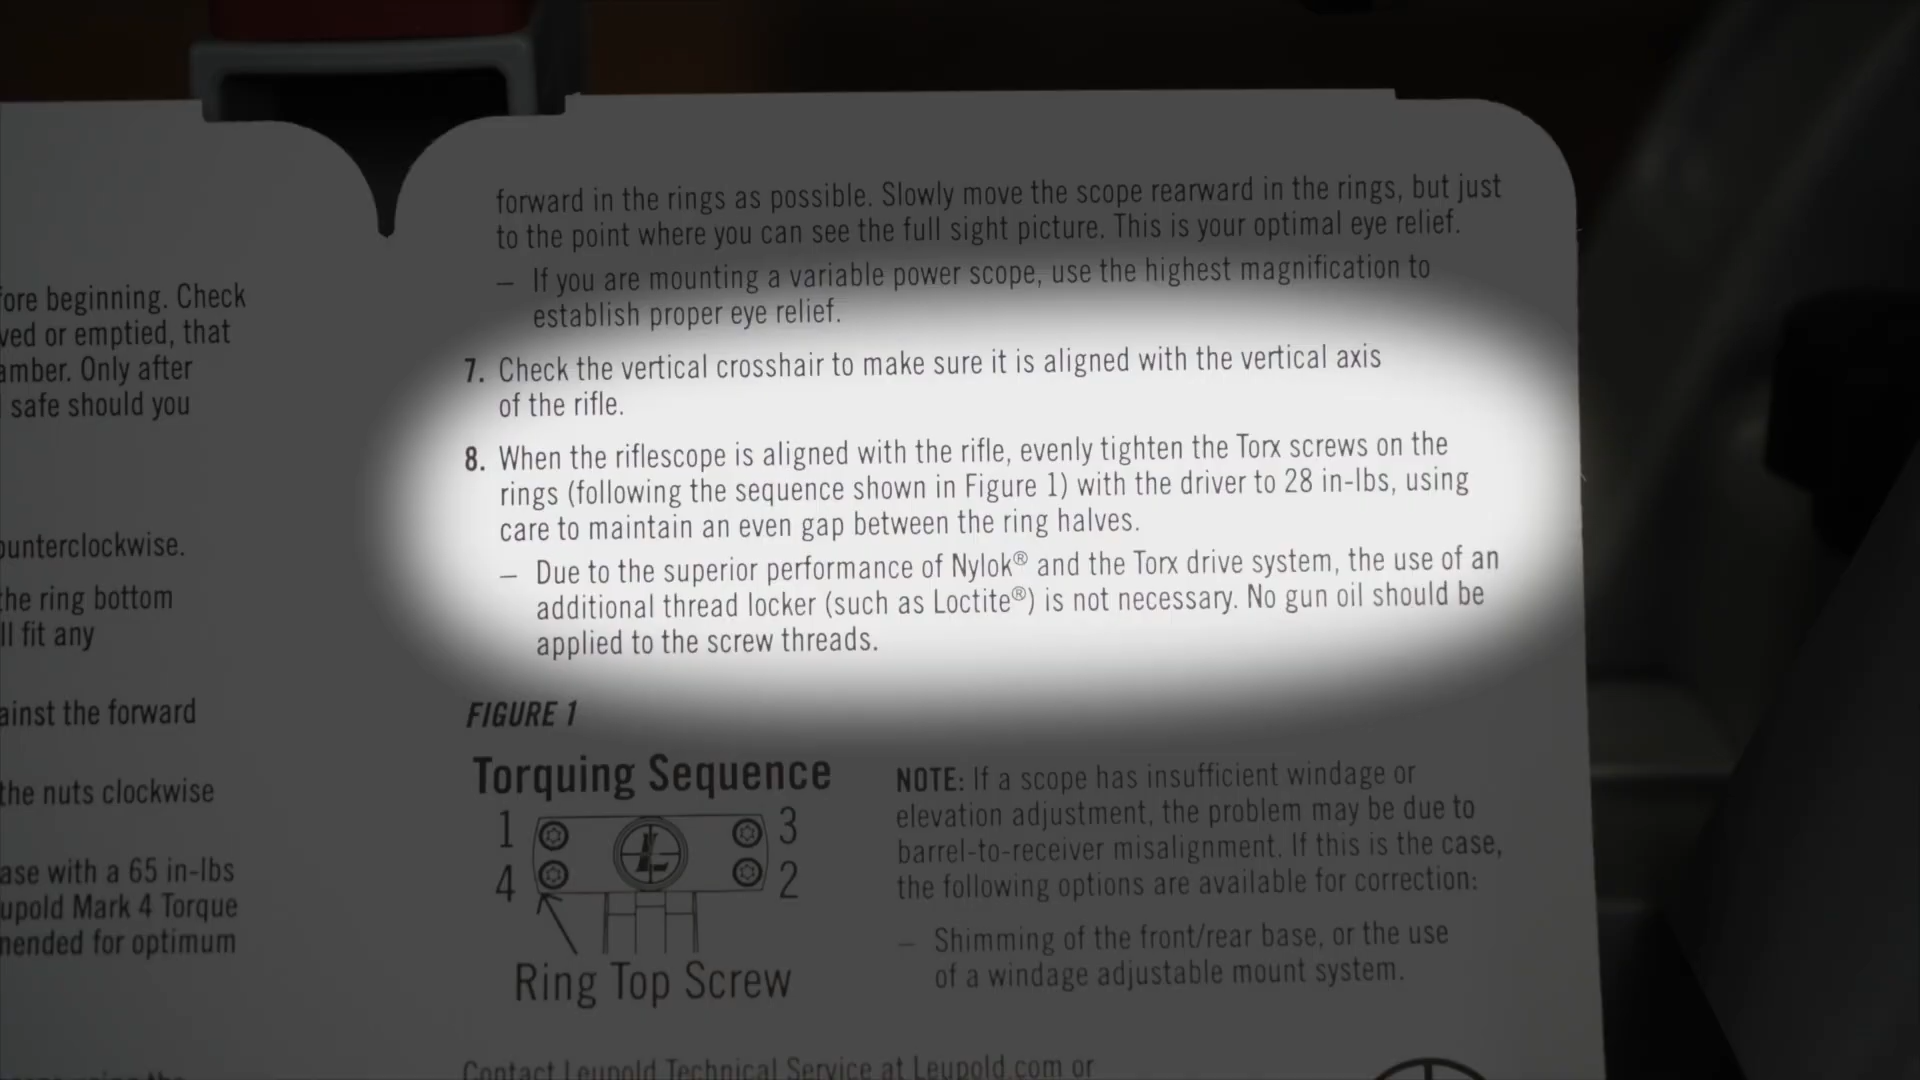 fore beginning. Check
ved or emptied, that
amber. Only after
safe should you
ounterclockwise.
the ring bottom
ll fit any
ainst the forward
the nuts clockwise
ase with a 65 in-lbs
upold Mark 4 Torque
mended for optimum
forward in the rings as possible. Slowly move the scope rearward in the rings, but just
to the point where you can see the full sight picture. This is your optimal eye relief.
– If you are mounting a variable power scope, use the highest magnification to
establish proper eye relief.
7. Check the vertical crosshair to make sure it is aligned with the vertical axis
of the rifle.
8. When the riflescope is aligned with the rifle, evenly tighten the Torx screws on the
rings (following the sequence shown in Figure 1) with the driver to 28 in-lbs, using
care to maintain an even gap between the ring halves.
– Due to the superior performance of Nylok® and the Torx drive system, the use of an
additional thread locker (such as Loctite®) is not necessary. No gun oil should be
applied to the screw threads.
FIGURE 1
Torquing Sequence
1 3
4 2
Ring Top Screw
NOTE: If a scope has insufficient windage or
elevation adjustment, the problem may be due to
barrel-to-receiver misalignment. If this is the case,
the following options are available for correction:
– Shimming of the front/rear base, or the use
of a windage adjustable mount system.
Contact Leupold Technical Service at Leupold.com or